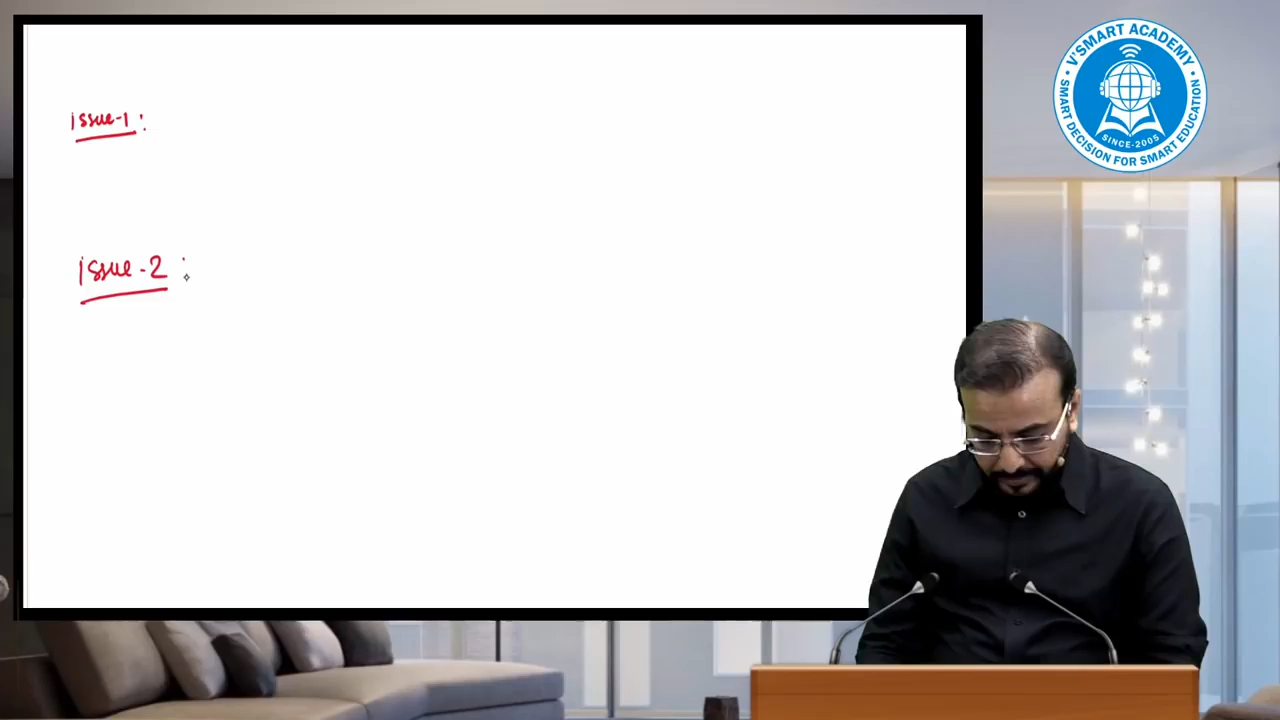 issue-1:
issue-2 :
V'SMART ACADEMY
SMART DECISION FOR SMART EDUCATION
SINCE-2005